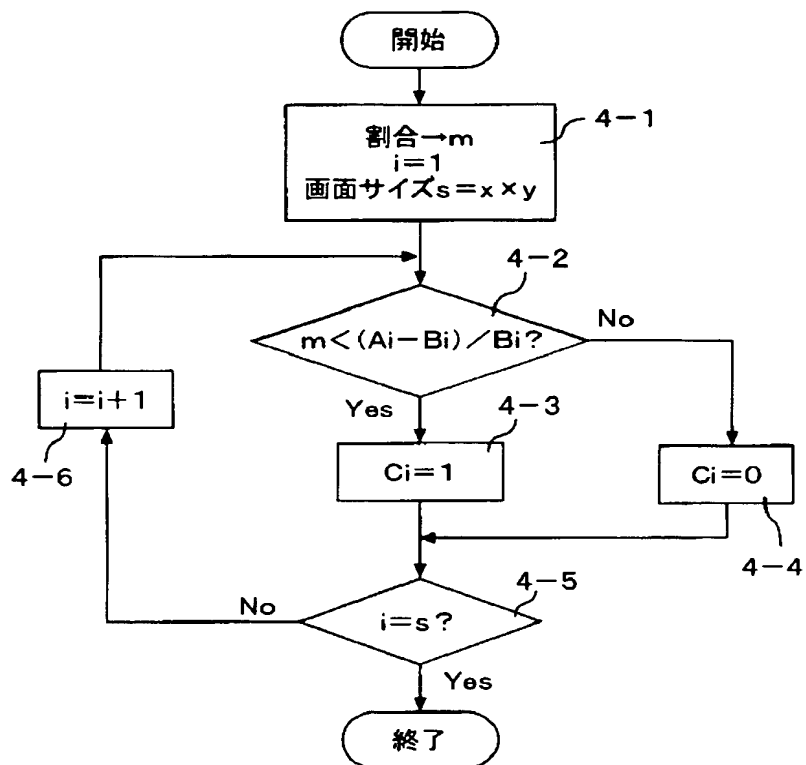 開始
割合→m
i=1
画面サイズs=x×y
4-1
4-2
m<(Ai-Bi)/Bi?
No
Yes
i=i+1
4-6
4-3
Ci=1
Ci=0
4-4
4-5
No
i=s?
Yes
終了